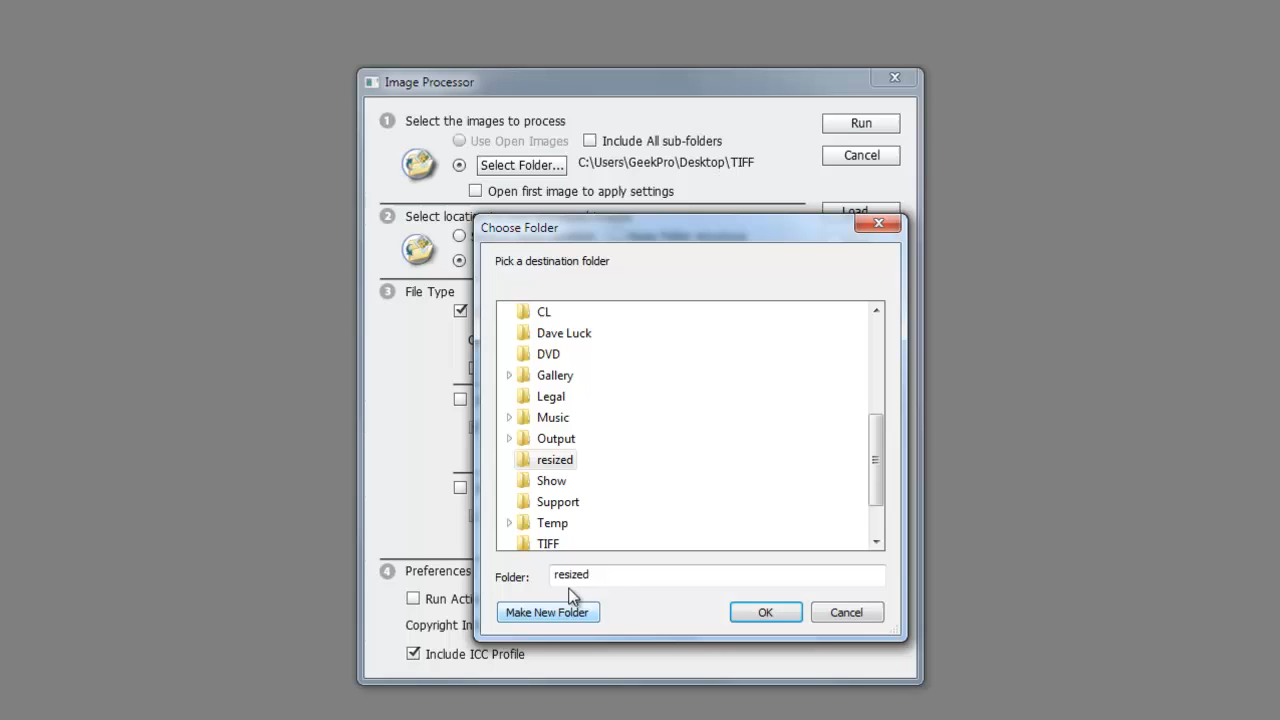 Image Processor
1 Select the images to process
Run
Use Open Images
Include All sub-folders
Cancel
Select Folder...
C:\Users\GeekPro\Desktop\TIFF
Open first image to apply settings
Load
2 Select
Choose Folder
Pick a destination folder
3 File Type
CL
Dave Luck
DVD
Gallery
Legal
Music
Output
resized
Show
Support
Temp
TIFF
Folder: resized
Make New Folder
OK
Cancel
4 Preferences
Run
Copyright
Include ICC Profile